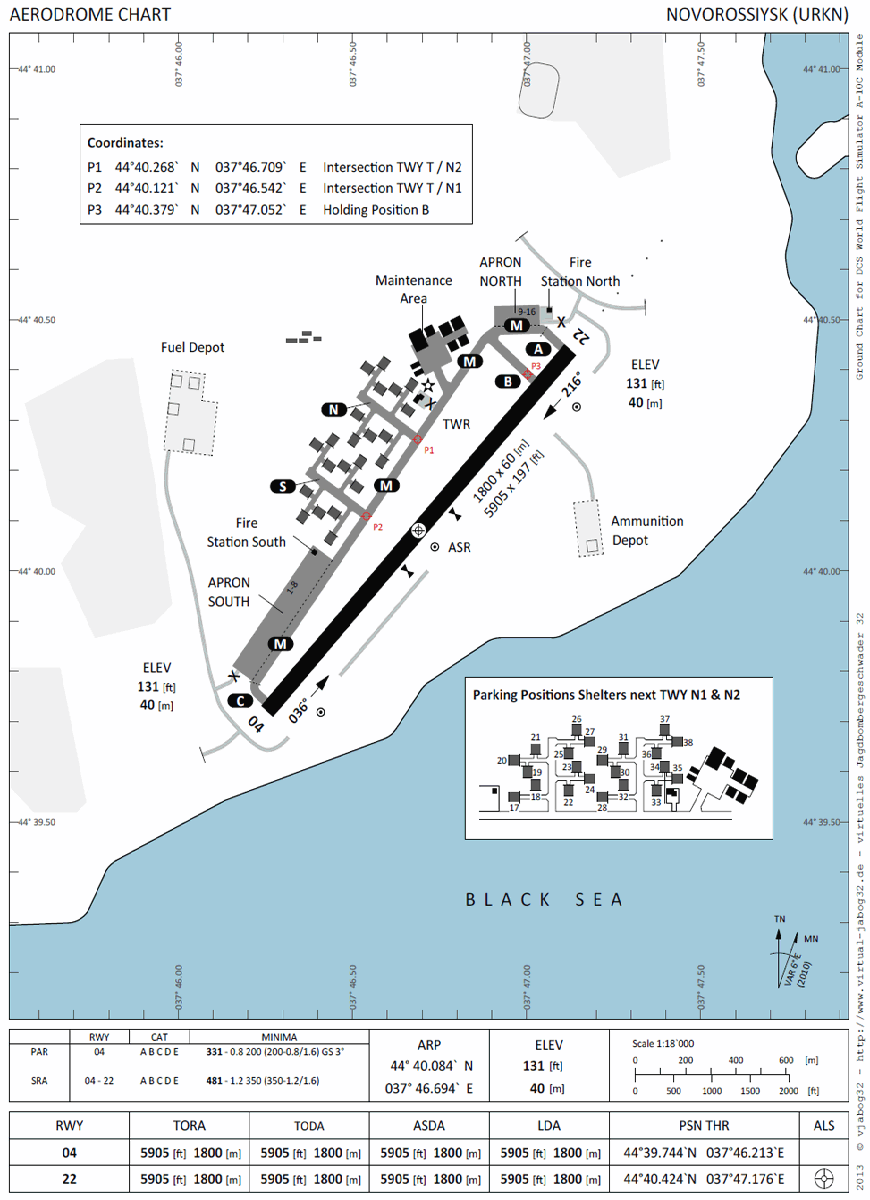 AERODROME CHART
NOVOROSSIYSK (URKN)
037° 46.00
037° 46.50
037° 47.00
037° 47.50
44° 41.00
44° 41.00
Coordinates:
P1 44°40.268` N 037°46.709` E Intersection TWY T / N2
P2 44°40.121` N 037°46.542` E Intersection TWY T / N1
P3 44°40.379` N 037°47.052` E Holding Position B
APRON
NORTH
Fire
Station North
Maintenance
Area
9-16
M
X
22
44° 40.50
44° 40.50
Fuel Depot
A
M
P3
B
216°
ELEV
131 [ft]
40 [m]
N
X
TWR
P1
1800 x 60 [m]
5905 x 197 [ft]
S
M
P2
Fire
Station South
ASR
Ammunition
Depot
44° 40.00
44° 40.00
APRON
SOUTH
1-8
M
X
ELEV
131 [ft]
40 [m]
C
04
036°
Parking Positions Shelters next TWY N1 & N2
26
37
21
27
31
38
20
25
29
36
19
23
30
34
35
18
24
32
17
22
28
33
44° 39.50
44° 39.50
BLACK SEA
TN
MN
VAR 6° E
(2010)
037° 46.00
037° 46.50
037° 47.00
037° 47.50
RWY CAT MINIMA
PAR 04 A B C D E 331 - 0.8 200 (200-0.8/1.6) GS 3°
SRA 04 - 22 A B C D E 481 - 1.2 350 (350-1.2/1.6)
ARP
44° 40.084` N
037° 46.694` E
ELEV
131 [ft]
40 [m]
Scale 1:18`000
0 200 400 600 [m]
0 500 1000 1500 2000 [ft]
RWY TORA TODA ASDA LDA PSN THR ALS
04 5905 [ft] 1800 [m] 5905 [ft] 1800 [m] 5905 [ft] 1800 [m] 5905 [ft] 1800 [m] 44°39.744`N 037°46.213`E
22 5905 [ft] 1800 [m] 5905 [ft] 1800 [m] 5905 [ft] 1800 [m] 5905 [ft] 1800 [m] 44°40.424`N 037°47.176`E
2013 © vjabog32 - http://www.virtual-jabog32.de - virtuelles Jagdbombergeschwader 32
Ground Chart for DCS World Flight Simulator A-10C Module